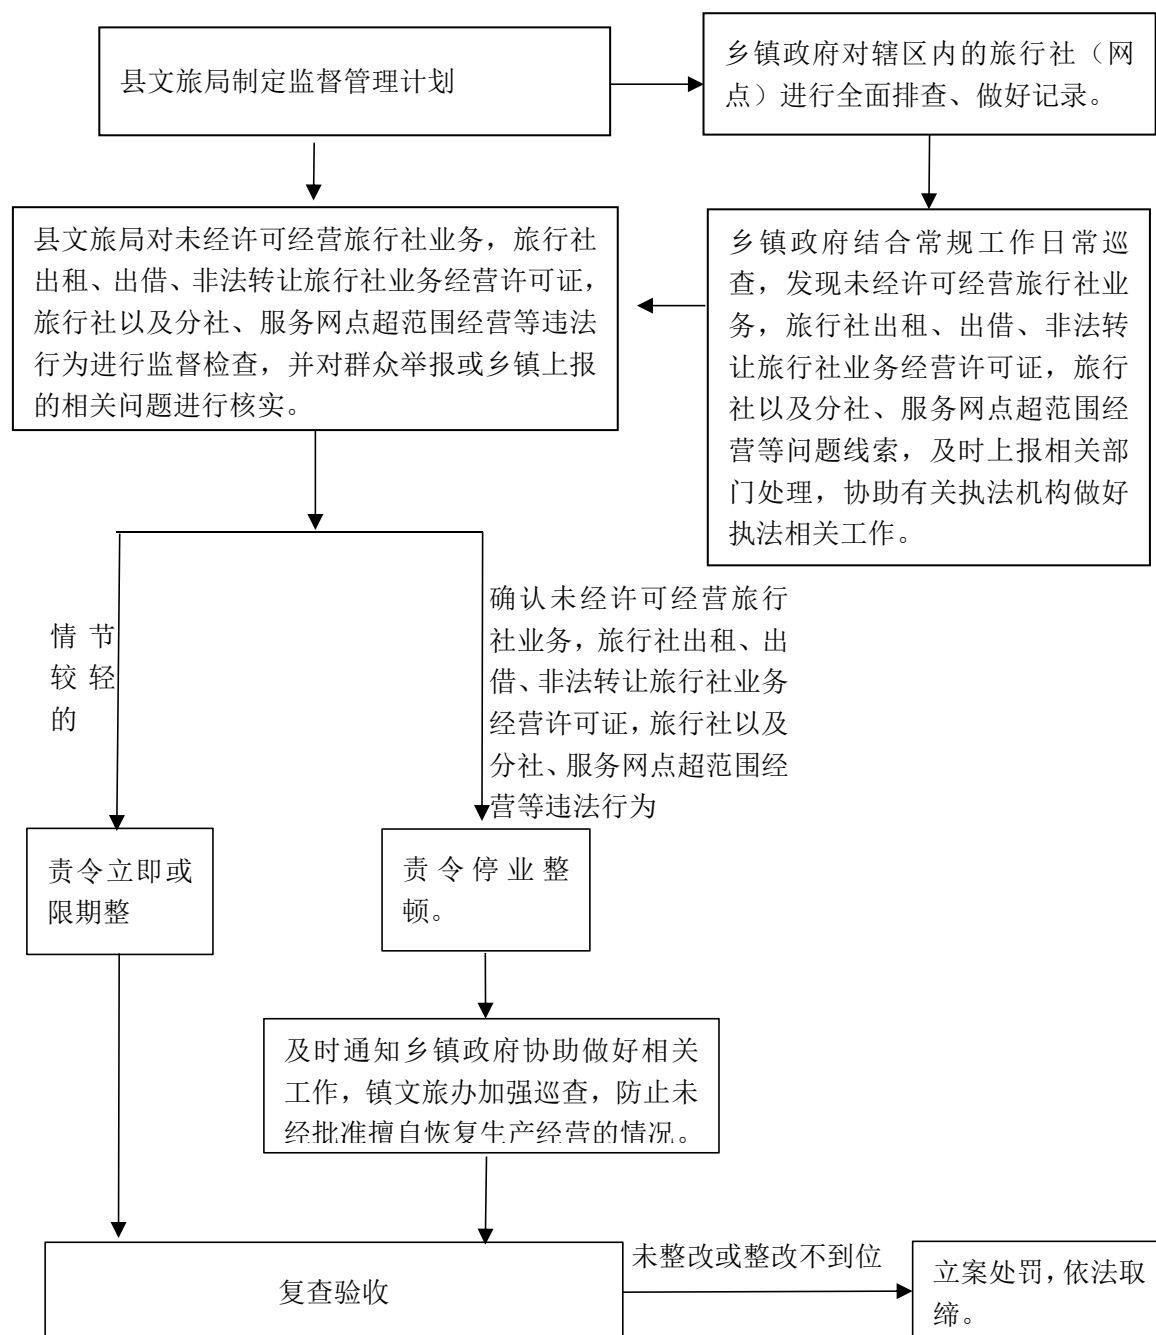 县文旅局制定监督管理计划
乡镇政府对辖区内的旅行社（网
点）进行全面排查、做好记录。
县文旅局对未经许可经营旅行社业务，旅行社
出租、出借、非法转让旅行社业务经营许可证，
旅行社以及分社、服务网点超范围经营等违法
行为进行监督检查，并对群众举报或乡镇上报
的相关问题进行核实。
乡镇政府结合常规工作日常巡
查，发现未经许可经营旅行社业
务，旅行社出租、出借、非法转
让旅行社业务经营许可证，旅行
社以及分社、服务网点超范围经
营等问题线索，及时上报相关部
门处理，协助有关执法机构做好
执法相关工作。
情节
较轻
的
确认未经许可经营旅行
社业务，旅行社出租、出
借、非法转让旅行社业务
经营许可证，旅行社以及
分社、服务网点超范围经
营等违法行为
责令立即或
限期整
责令停业整
顿。
及时通知乡镇政府协助做好相关
工作，镇文旅办加强巡查，防止未
经批准擅自恢复生产经营的情况。
复查验收
未整改或整改不到位
立案处罚，依法取
缔。